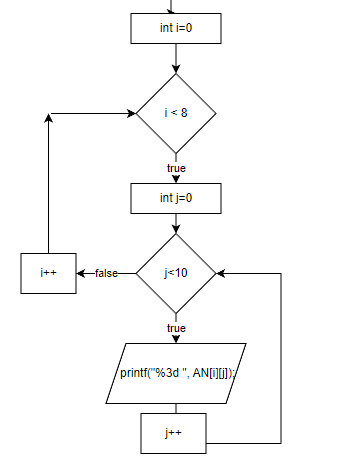 int i=0
i < 8
true
int j=0
i++
false
j<10
true
printf("%3d ", AN[i][j]);
j++